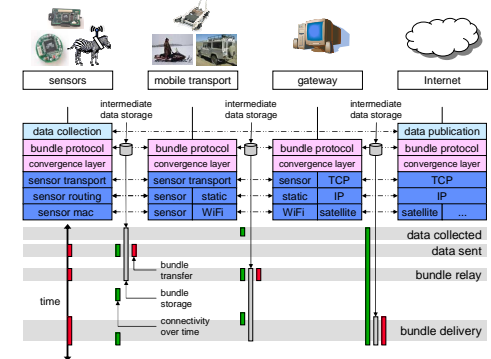 sensors
mobile transport
gateway
Internet
intermediate
data storage
intermediate
data storage
intermediate
data storage
data collection
data publication
bundle protocol
bundle protocol
bundle protocol
bundle protocol
convergence layer
convergence layer
convergence layer
convergence layer
sensor transport
sensor transport
sensor TCP
TCP
sensor routing
sensor static
static IP
IP
sensor mac
sensor WiFi
WiFi satellite
satellite ...
data collected
data sent
bundle
transfer
bundle relay
time
bundle
storage
connectivity
over time
bundle delivery